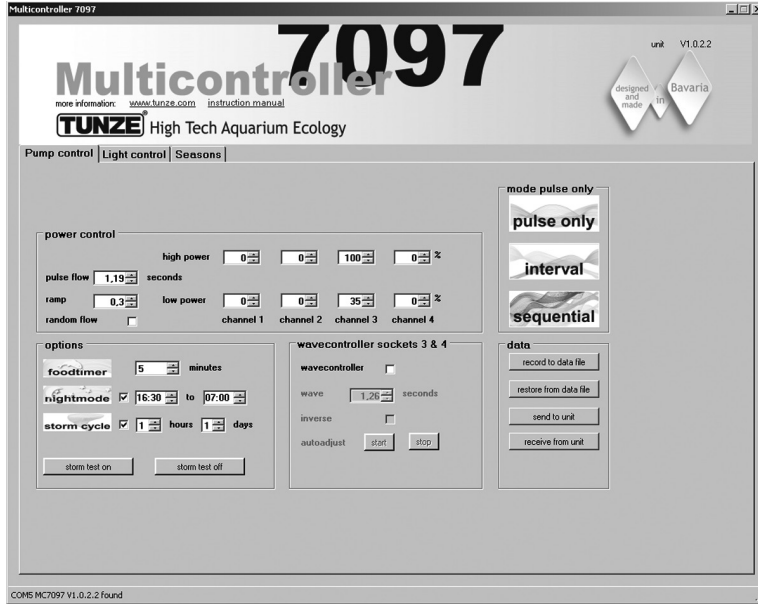 Multicontroller 7097
7097
unit V1.0.2.2
Multicontroller
more information: www.tunze.com instruction manual
TUNZE® High Tech Aquarium Ecology
designed and made in Bavaria
Pump control Light control Seasons
mode pulse only
pulse only
interval
sequential
power control
high power 0 0 100 0 %
pulse flow 1,19 seconds
ramp 0,3 low power 0 0 35 0 %
random flow channel 1 channel 2 channel 3 channel 4
options
foodtimer 5 minutes
nightmode 16:30 to 07:00
storm cycle 1 hours 1 days
storm test on storm test off
wavecontroller sockets 3 & 4
wavecontroller
wave 1,26 seconds
inverse
autoadjust start stop
data
record to data file
restore from data file
send to unit
receive from unit
COM5 MC7097 V1.0.2.2 found